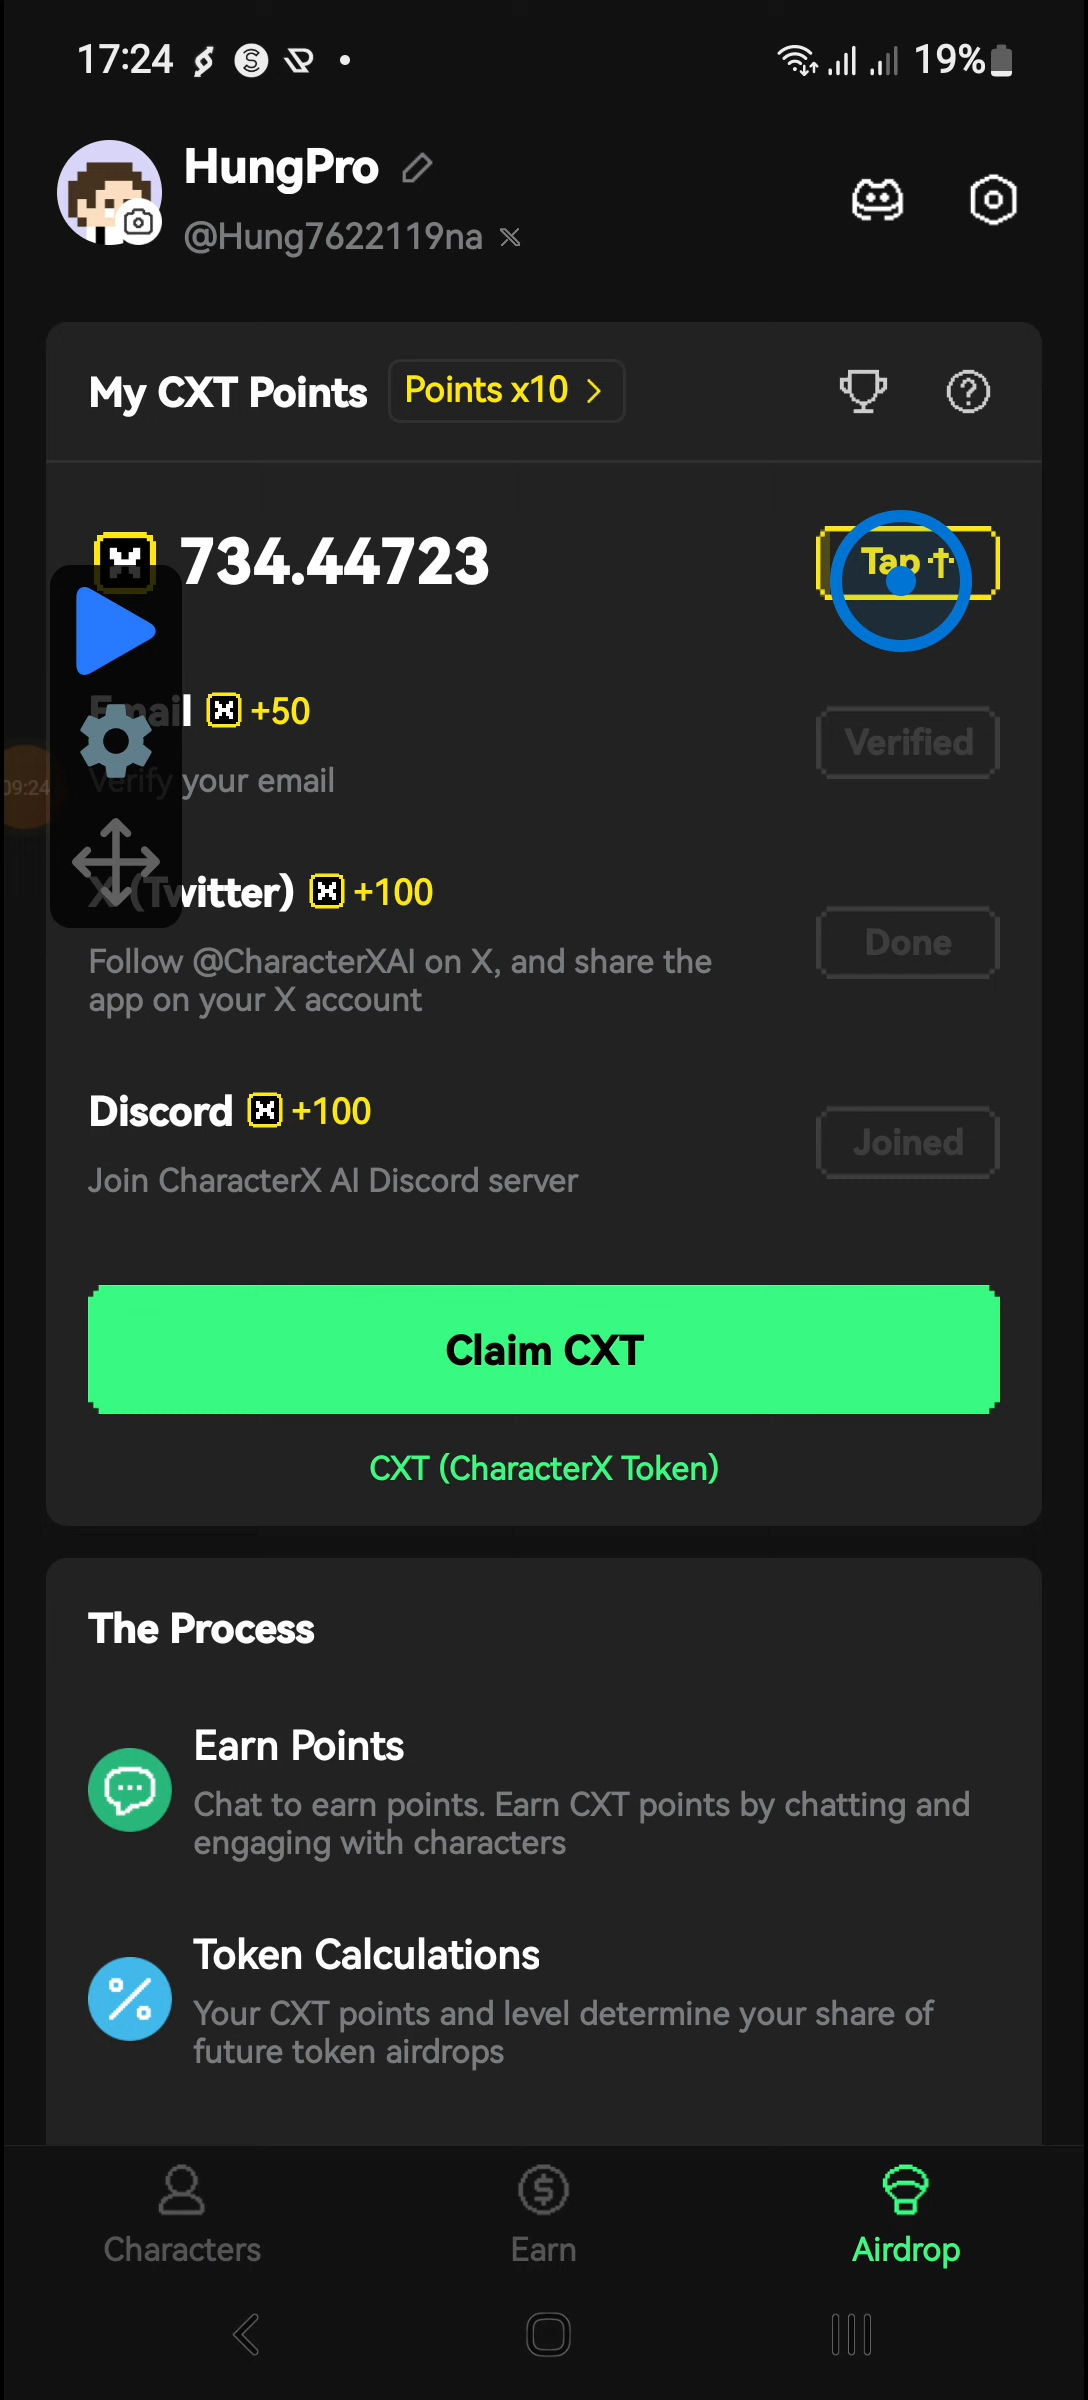 17:24
19%
HungPro
@Hung7622119na
My CXT Points
Points x10
734.44723
Tap
Email
+50
Verify your email
Verified
09:24
X (Twitter)
+100
Follow @CharacterXAI on X, and share the
app on your X account
Done
Discord
+100
Join CharacterX AI Discord server
Joined
Claim CXT
CXT (CharacterX Token)
The Process
Earn Points
Chat to earn points. Earn CXT points by chatting and
engaging with characters
Token Calculations
Your CXT points and level determine your share of
future token airdrops
Characters
Earn
Airdrop